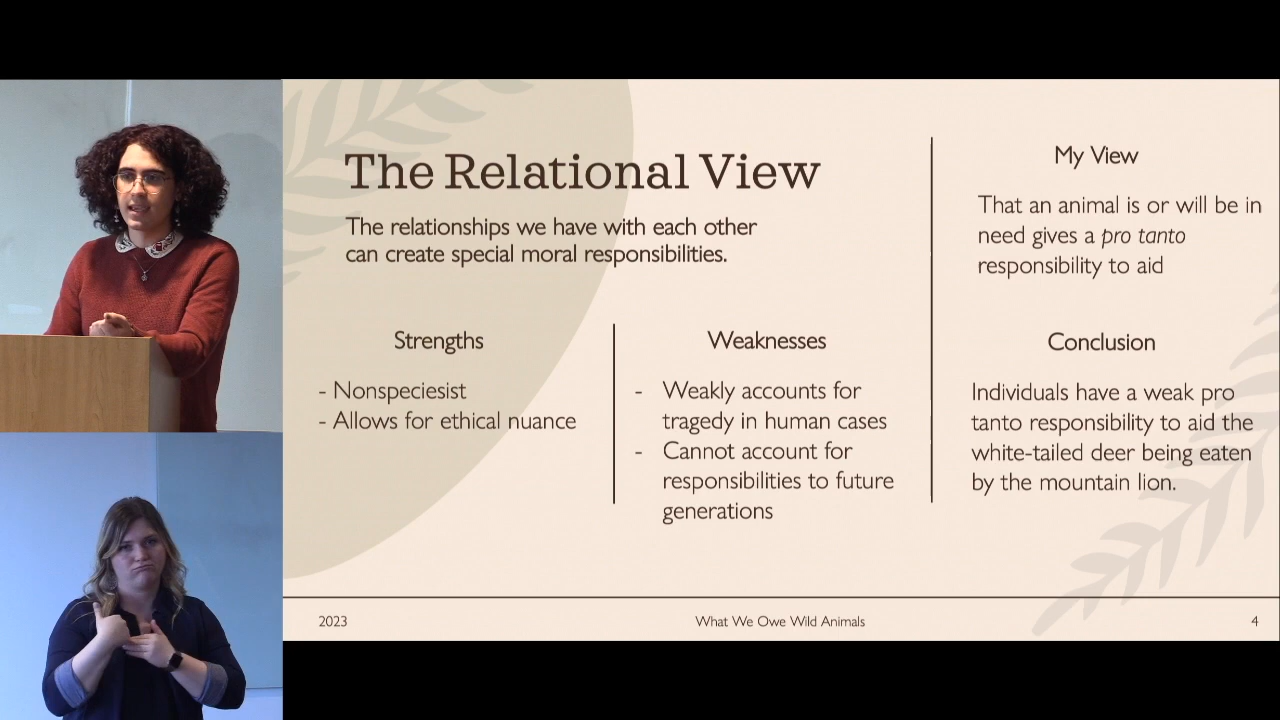 The Relational View
The relationships we have with each other
can create special moral responsibilities.
Strengths
- Nonspeciesist
- Allows for ethical nuance
Weaknesses
- Weakly accounts for
tragedy in human cases
- Cannot account for
responsibilities to future
generations
My View
That an animal is or will be in
need gives a pro tanto
responsibility to aid
Conclusion
Individuals have a weak pro
tanto responsibility to aid the
white-tailed deer being eaten
by the mountain lion.
2023
What We Owe Wild Animals
4